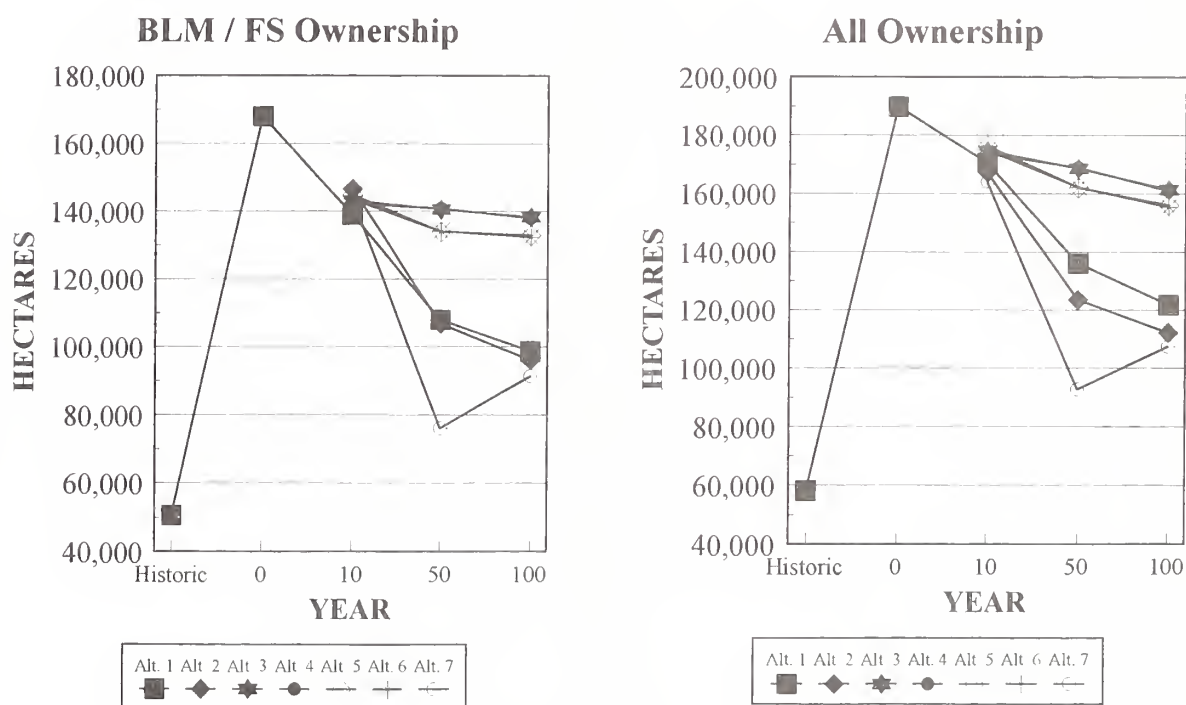 BLM / FS Ownership
180,000
160,000
140,000
120,000
100,000
80,000
60,000
40,000
HECTARES
Historic 0 10 50 100
YEAR
Alt. 1 Alt 2 Alt 3 Alt 4 Alt 5 Alt. 6 Alt. 7
All Ownership
200,000
180,000
160,000
140,000
120,000
100,000
80,000
60,000
40,000
HECTARES
Historic 0 10 50 100
YEAR
Alt. 1 Alt 2 Alt 3 Alt. 4 Alt 5 Alt 6 Alt. 7